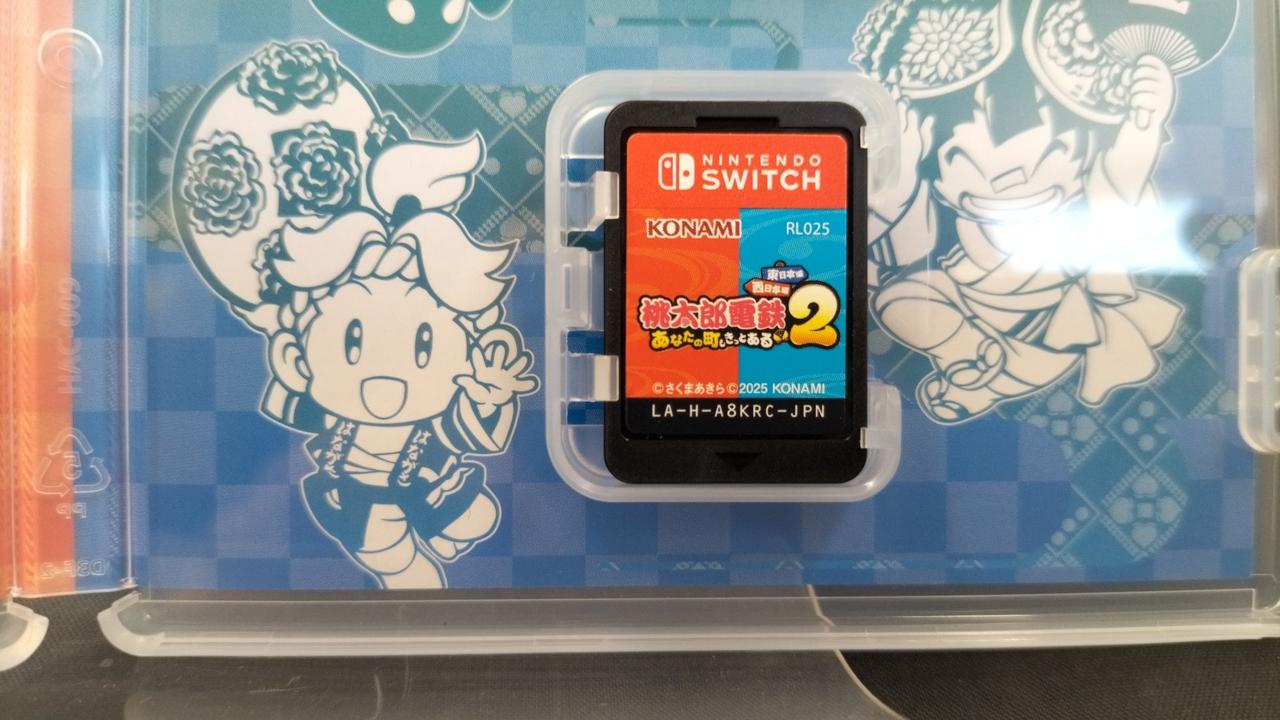 NINTENDO
SWITCH
KONAMI
RL025
東日本編
西日本編
桃太郎電鉄2
あなたの町も きっとある
©さくまあきら©2025 KONAMI
LA-H-A8KRC-JPN
5
PP